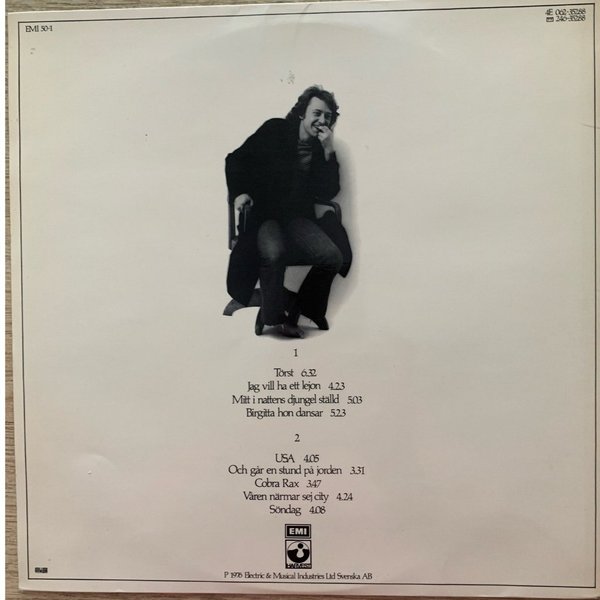 EMI 50-1
4E 062-35288
246-35288
1
Törst 6.32
Jag vill ha ett lejon 4.23
Mitt i nattens djungel ställd 5.03
Birgitta hon dansar 5.23
2
USA 4.05
Och går en stund på jorden 3.31
Cobra Rax 3.47
Våren närmar sej city 4.24
Söndag 4.08
EMI
HARVEST
P 1976 Electric & Musical Industries Ltd Svenska AB